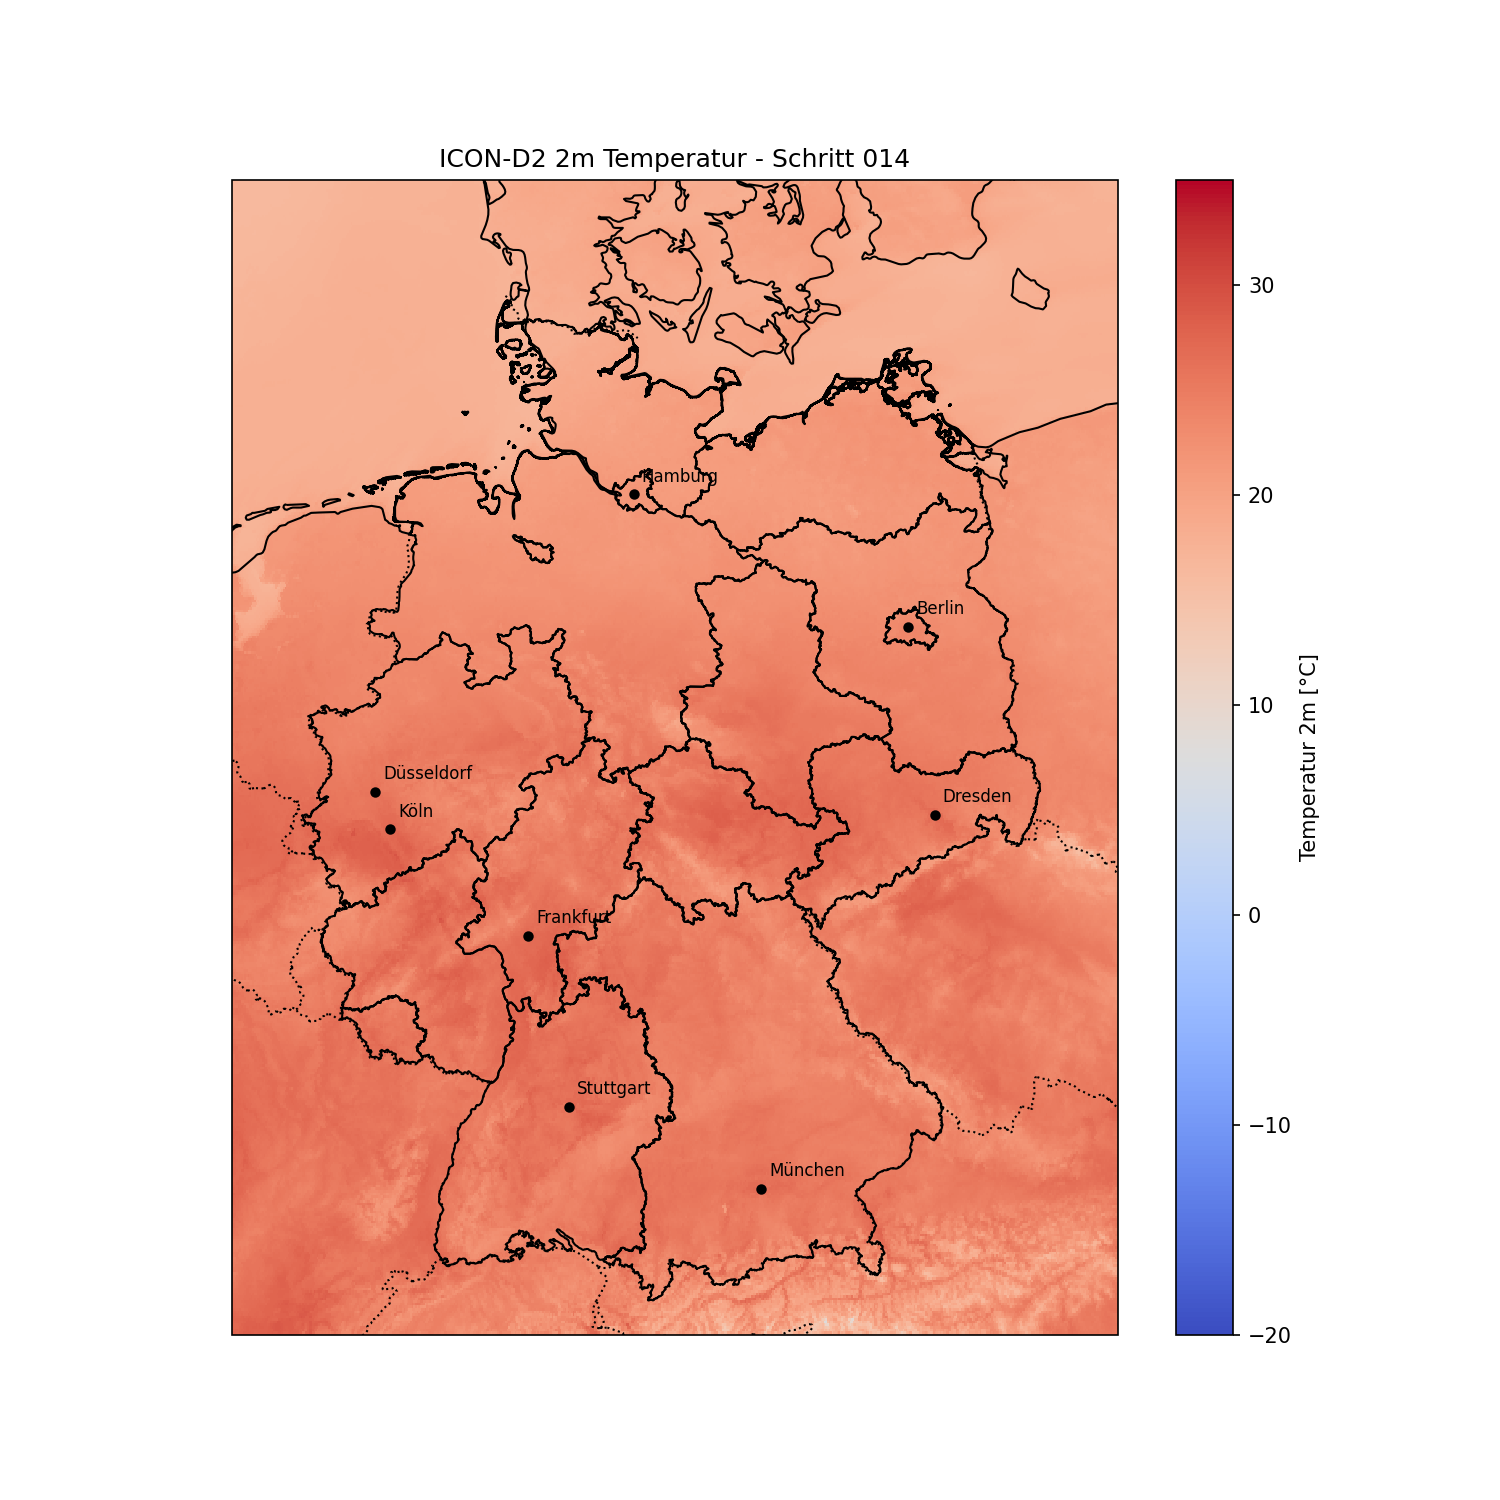 ICON-D2 2m Temperatur - Schritt 014
Hamburg
Berlin
Düsseldorf
Köln
Dresden
Frankfurt
Stuttgart
München
30
20
10
0
−10
−20
Temperatur 2m [°C]